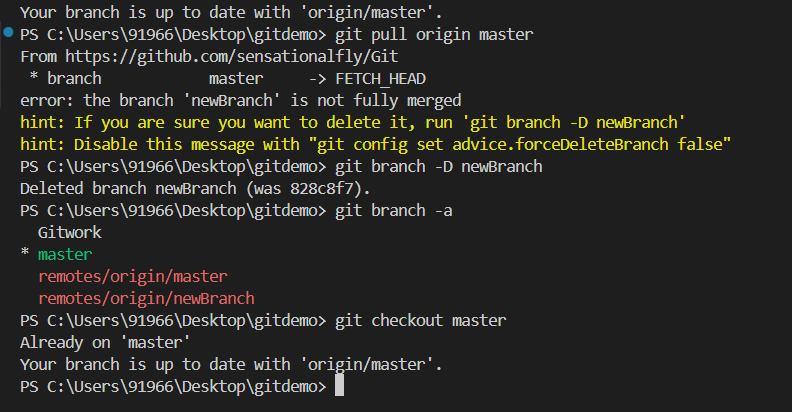 Your branch is up to date with 'origin/master'.
PS C:\Users\91966\Desktop\gitdemo> git pull origin master
From https://github.com/sensationalfly/Git
 * branch            master     -> FETCH_HEAD
error: the branch 'newBranch' is not fully merged
hint: If you are sure you want to delete it, run 'git branch -D newBranch'
hint: Disable this message with "git config set advice.forceDeleteBranch false"
PS C:\Users\91966\Desktop\gitdemo> git branch -D newBranch
Deleted branch newBranch (was 828c8f7).
PS C:\Users\91966\Desktop\gitdemo> git branch -a
  Gitwork
* master
  remotes/origin/master
  remotes/origin/newBranch
PS C:\Users\91966\Desktop\gitdemo> git checkout master
Already on 'master'
Your branch is up to date with 'origin/master'.
PS C:\Users\91966\Desktop\gitdemo>